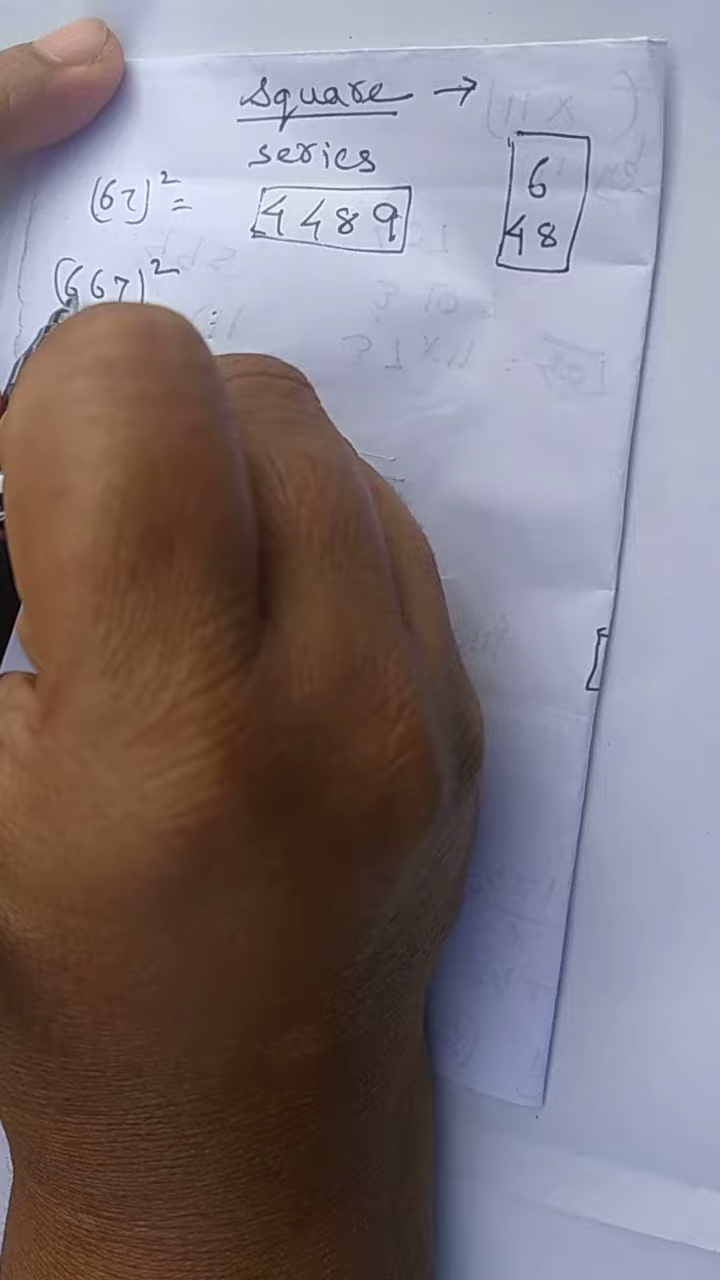 square →
series
(67)² = 4489
6
48
(667)²